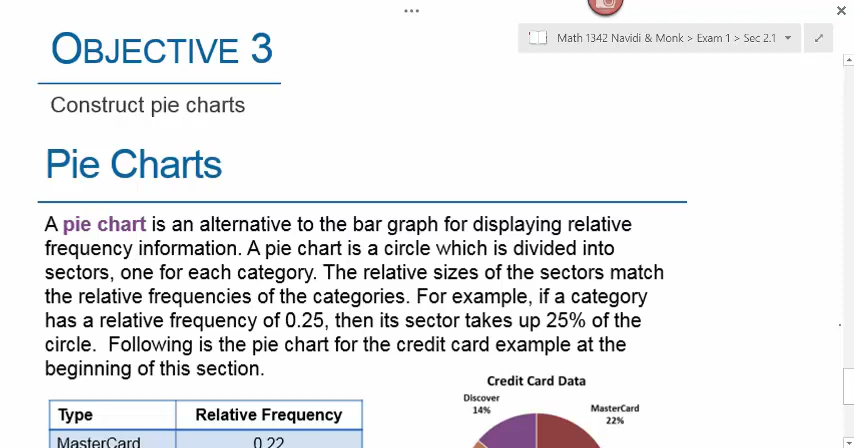 Math 1342 Navidi & Monk > Exam 1 > Sec 2.1
OBJECTIVE 3
Construct pie charts
Pie Charts
A pie chart is an alternative to the bar graph for displaying relative
frequency information. A pie chart is a circle which is divided into
sectors, one for each category. The relative sizes of the sectors match
the relative frequencies of the categories. For example, if a category
has a relative frequency of 0.25, then its sector takes up 25% of the
circle. Following is the pie chart for the credit card example at the
beginning of this section.
Type Relative Frequency
MasterCard 0.22
Credit Card Data
Discover
14%
MasterCard
22%